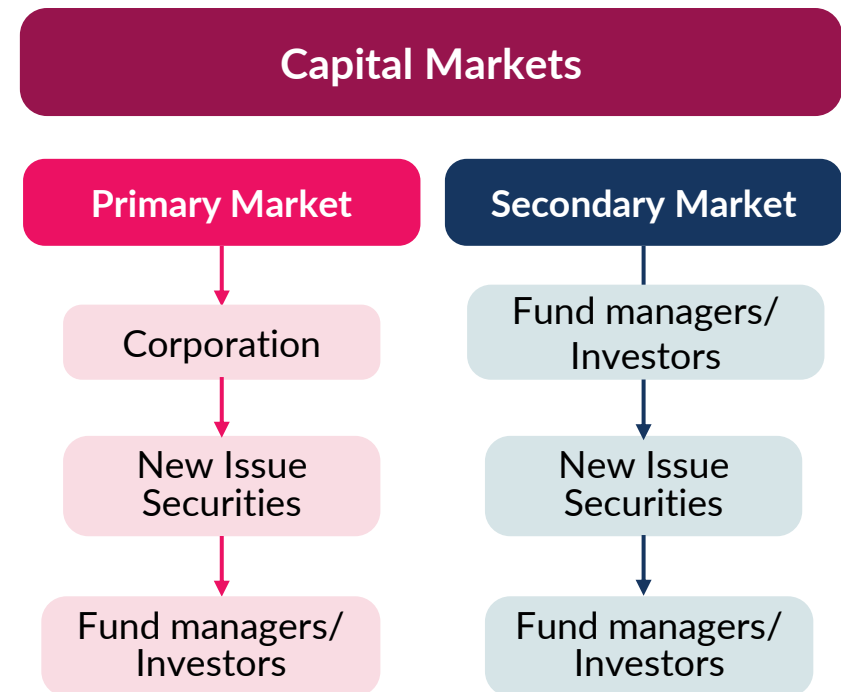 Capital Markets
Primary Market
Corporation
New Issue
Securities
Fund managers/
Investors
Secondary Market
Fund managers/
Investors
New Issue
Securities
Fund managers/
Investors